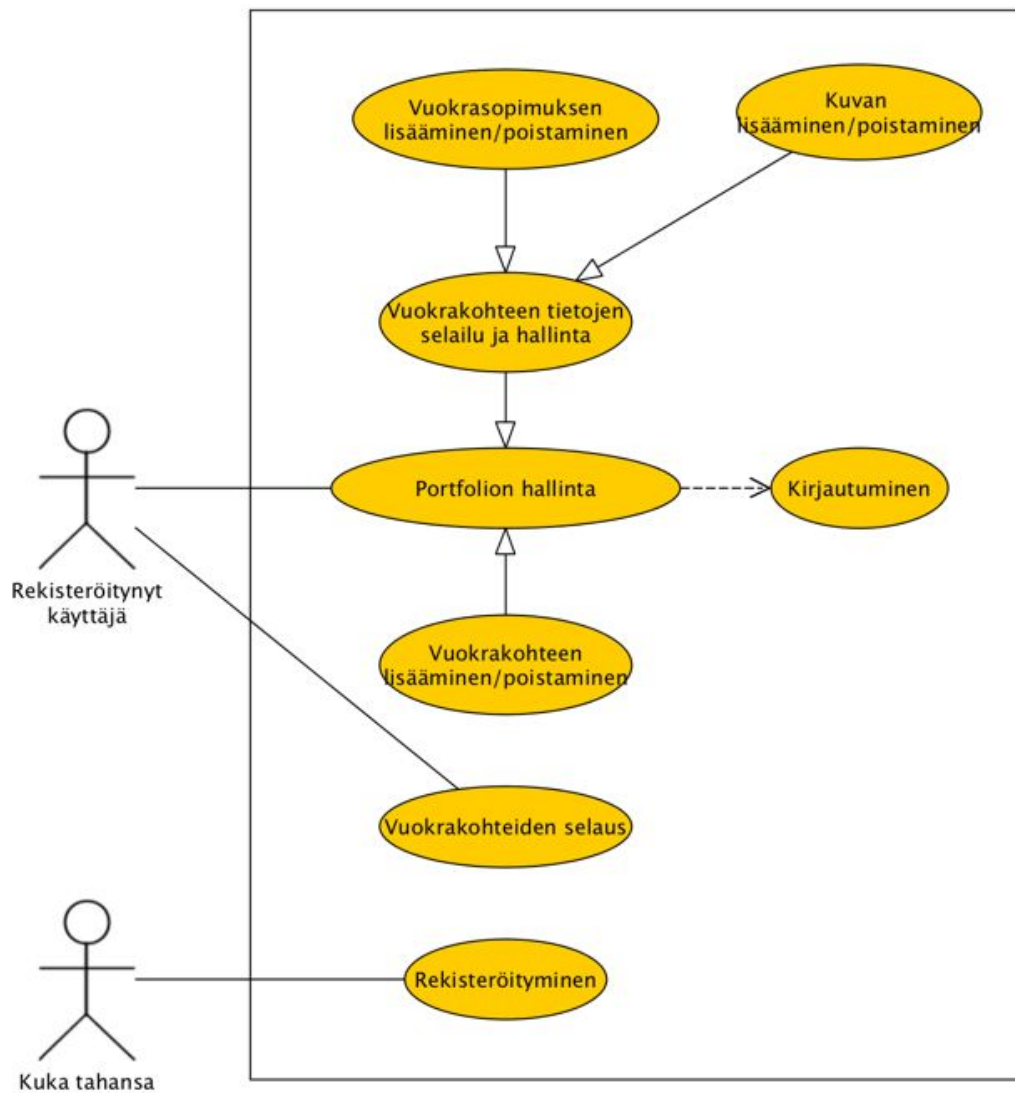 Vuokrasopimuksen
lisääminen/poistaminen
Kuvan
lisääminen/poistaminen
Vuokrakohteen tietojen
selailu ja hallinta
Portfolion hallinta
Kirjautuminen
Rekisteröitynyt
käyttäjä
Vuokrakohteen
lisääminen/poistaminen
Vuokrakohteiden selaus
Rekisteröityminen
Kuka tahansa